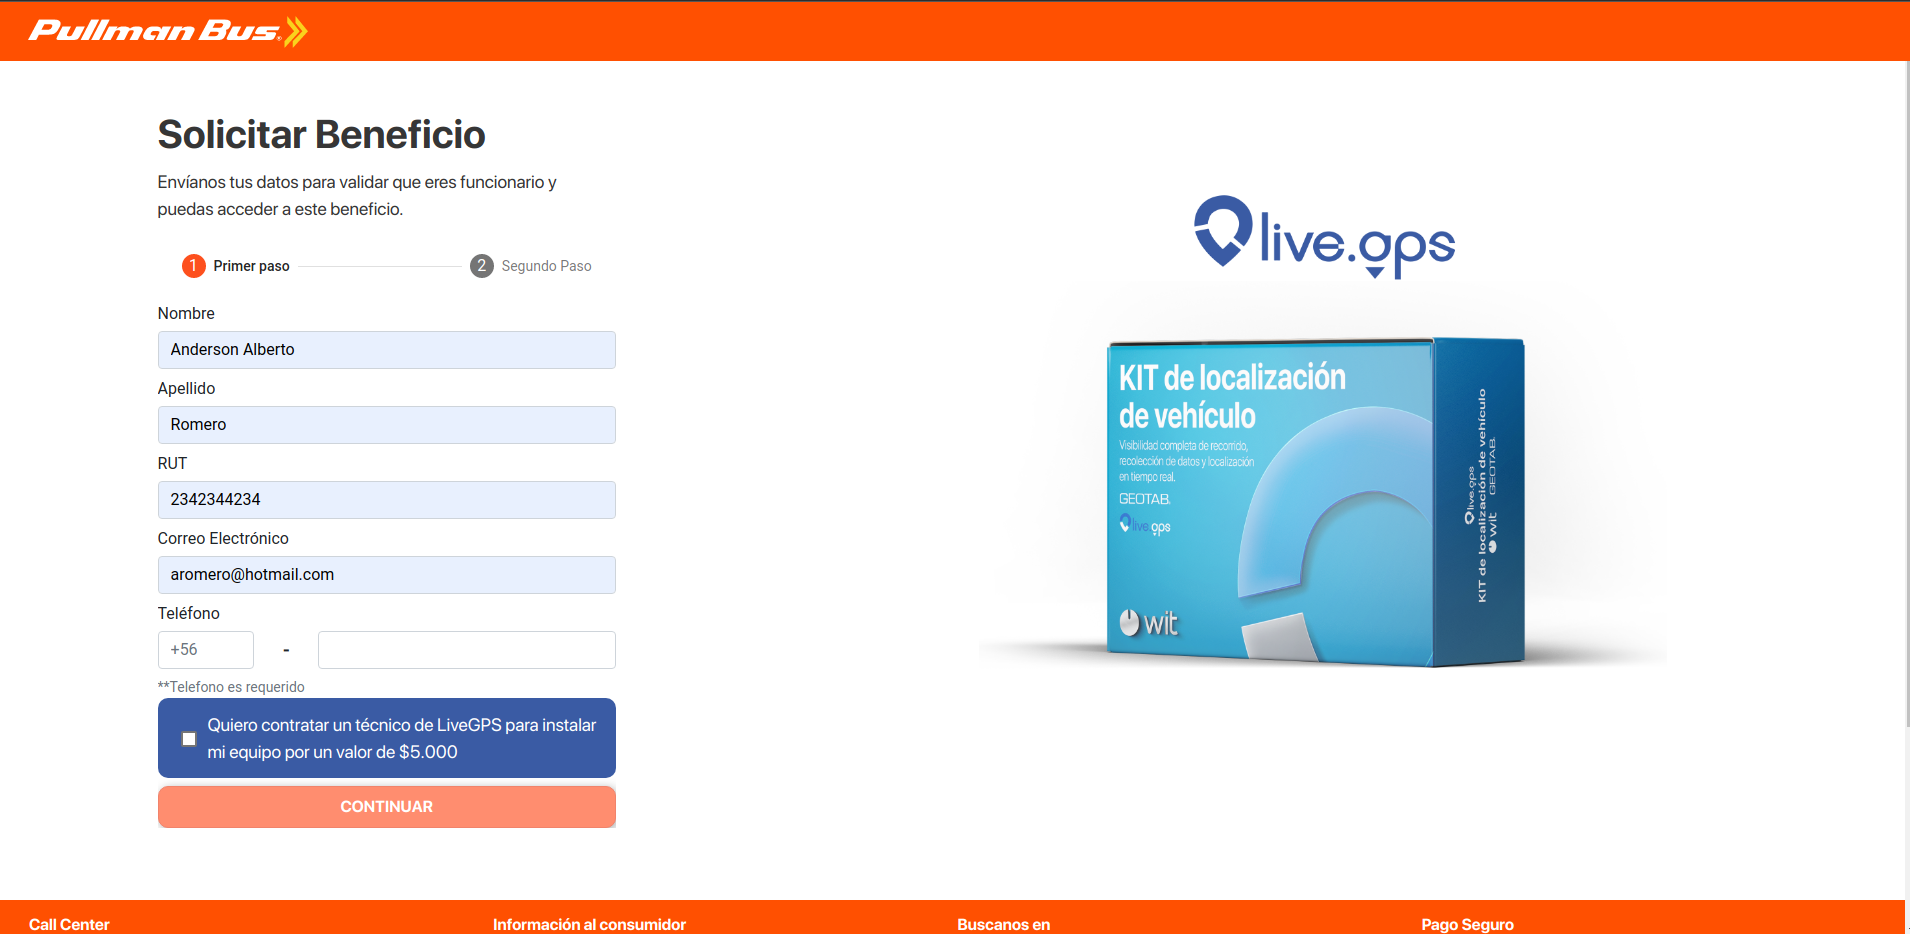 Pullman Bus
Solicitar Beneficio
Envíanos tus datos para validar que eres funcionario y
puedas acceder a este beneficio.
1 Primer paso
2 Segundo Paso
Nombre
Anderson Alberto
Apellido
Romero
RUT
2342344234
Correo Electrónico
aromero@hotmail.com
Teléfono
+56
-
**Telefono es requerido
Quiero contratar un técnico de LiveGPS para instalar
mi equipo por un valor de $5.000
CONTINUAR
live.gps
KIT de localización
de vehículo
Visibilidad completa de recorrido,
recolección de datos y localización
en tiempo real.
GEOTAB.
live.gps
wit
KIT de localización de vehículo
live.gps
wit
GEOTAB.
Call Center
Información al consumidor
Buscanos en
Pago Seguro